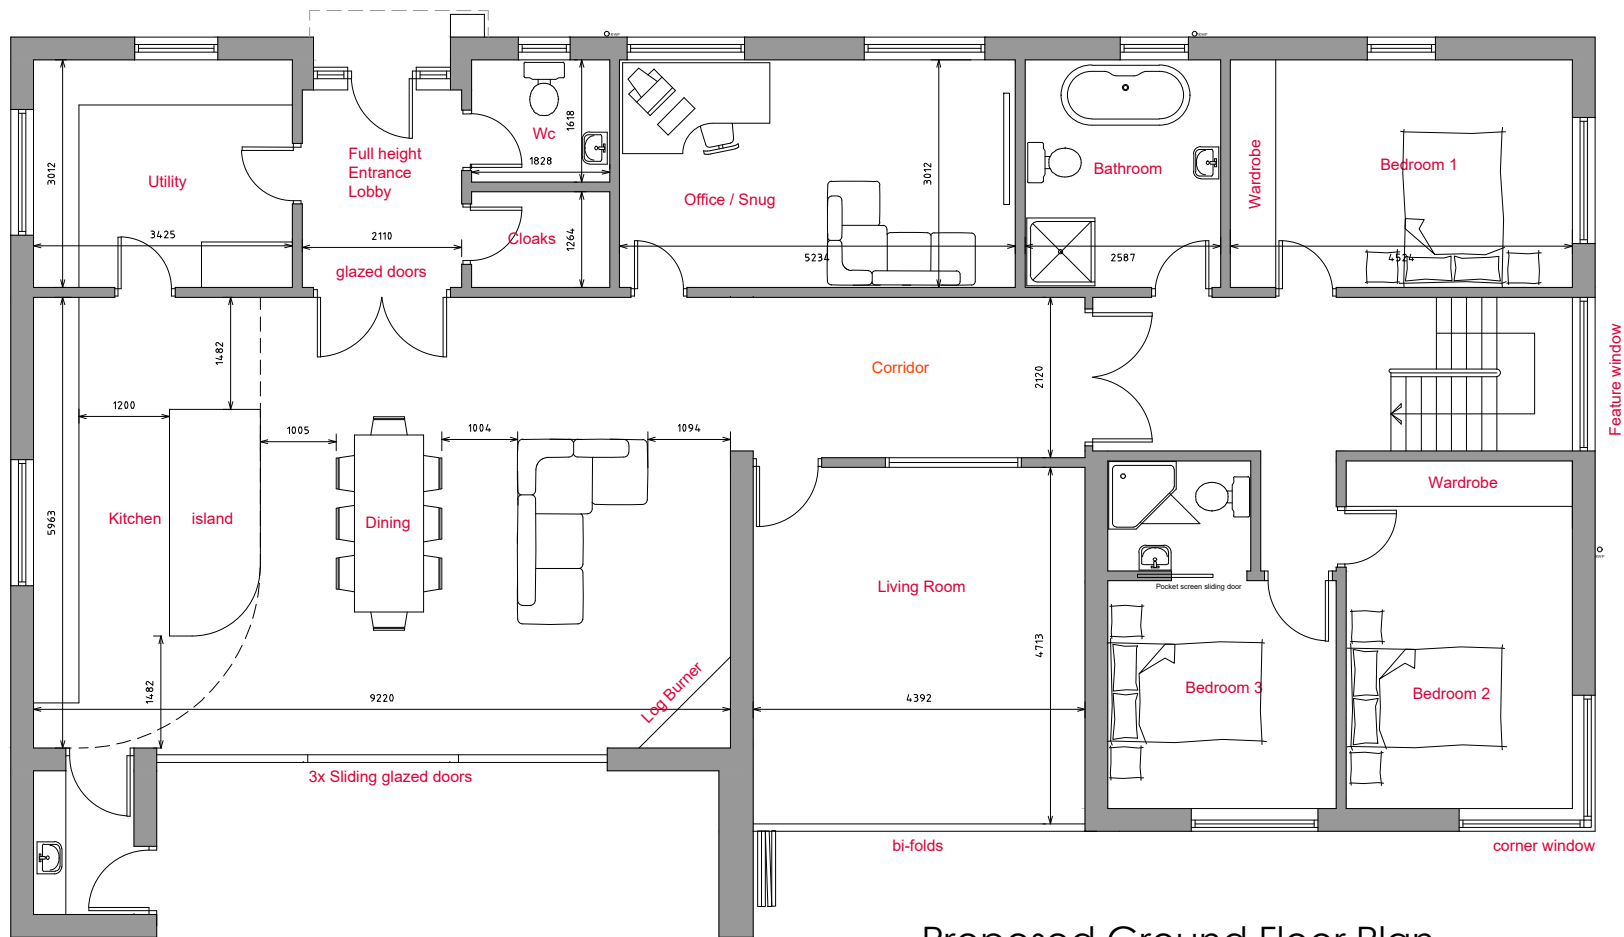 RWP
RWP
3012
Utility
3425
Full height
Entrance
Lobby
2110
glazed doors
Wc
1618
1828
Cloaks
1264
Office / Snug
3012
5234
Bathroom
2587
Wardrobe
Bedroom 1
4524
1482
Corridor
2120
Feature window
1200
1005
1004
1094
5963
Kitchen
island
Dining
Living Room
4713
Wardrobe
RWP
Pocket screen sliding door
1482
9220
Log Burner
4392
Bedroom 3
Bedroom 2
3x Sliding glazed doors
bi-folds
corner window
Proposed Ground Floor Plan